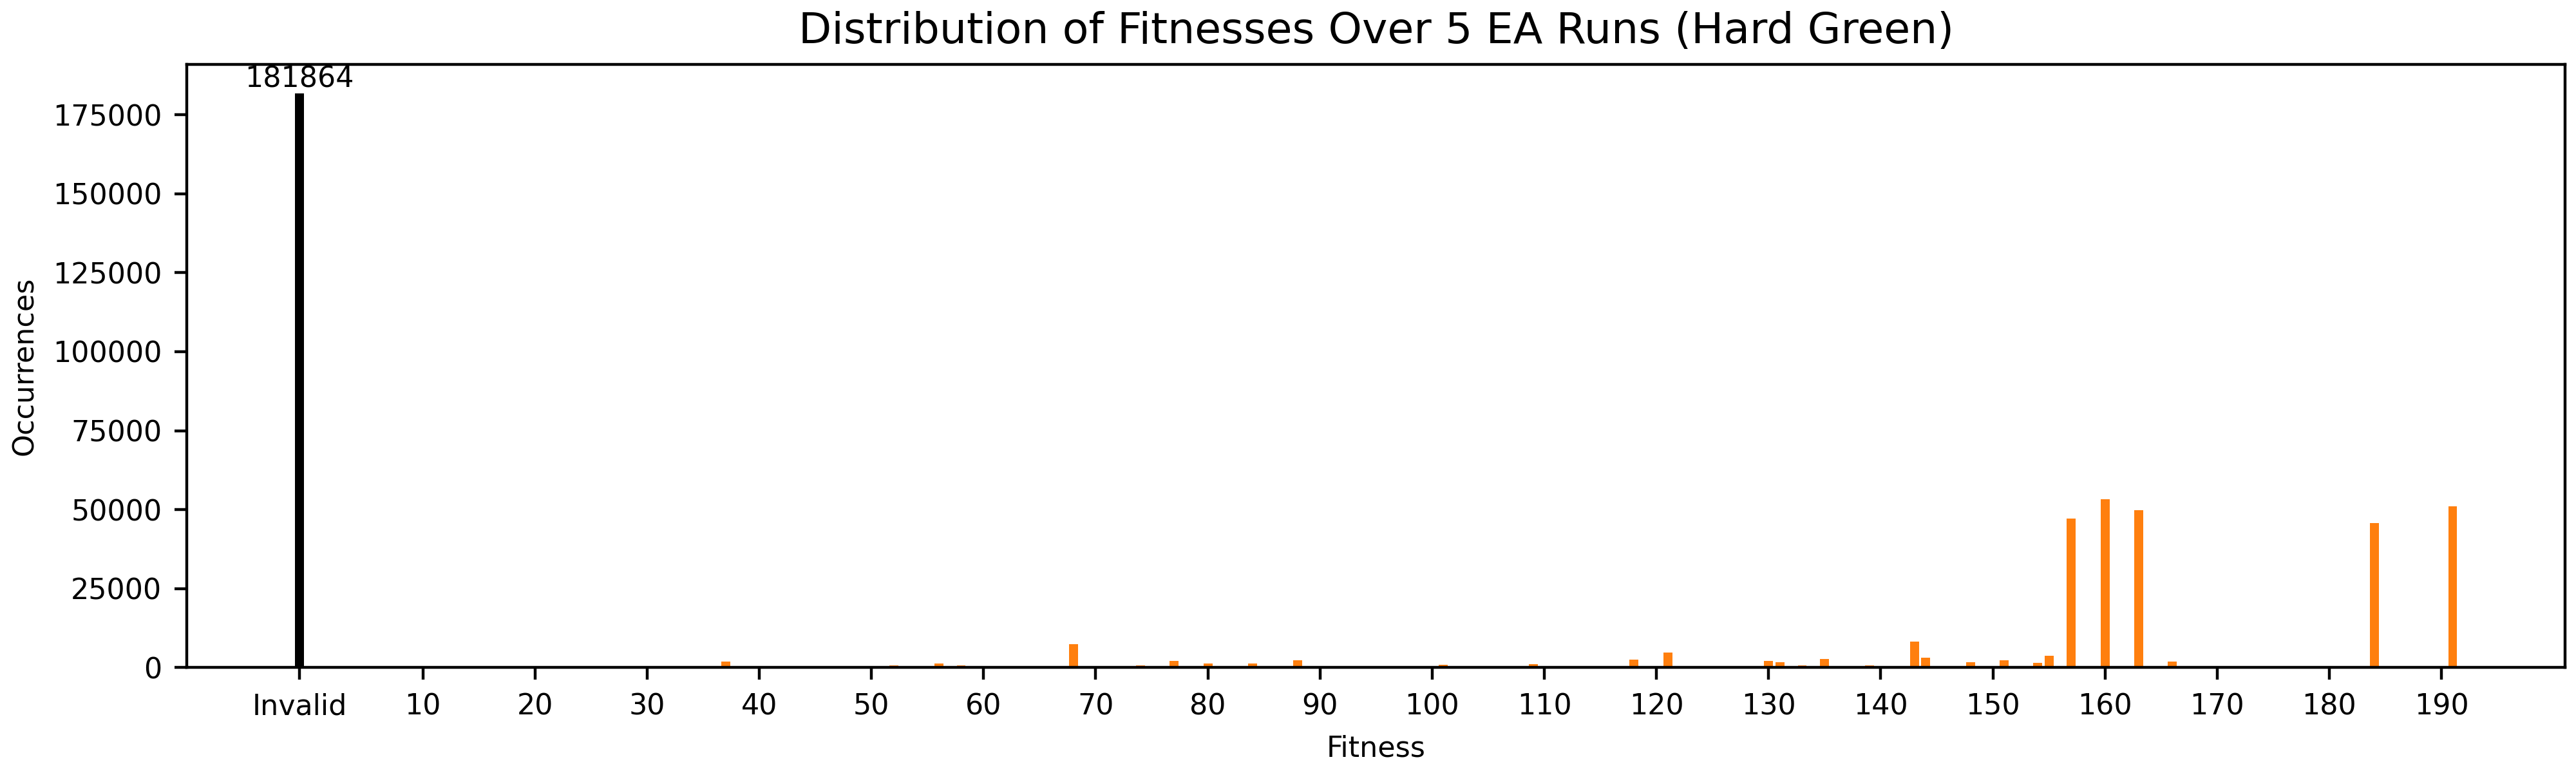 Distribution of Fitnesses Over 5 EA Runs (Hard Green)
181864
175000
150000
125000
100000
75000
50000
25000
0
Occurrences
Invalid 10 20 30 40 50 60 70 80 90 100 110 120 130 140 150 160 170 180 190
Fitness